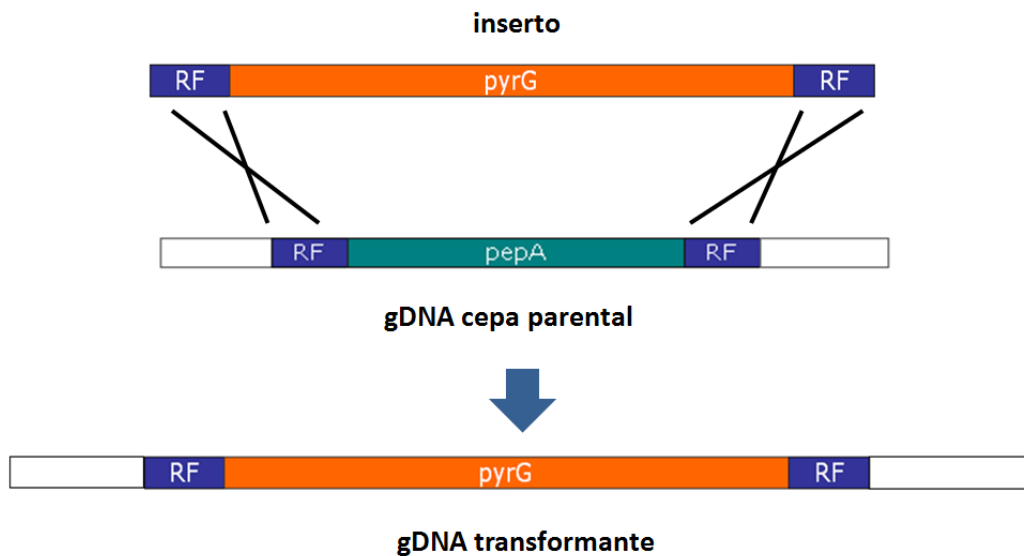 inserto
RF pyrG RF
RF pepA RF
gDNA cepa parental
RF pyrG RF
gDNA transformante